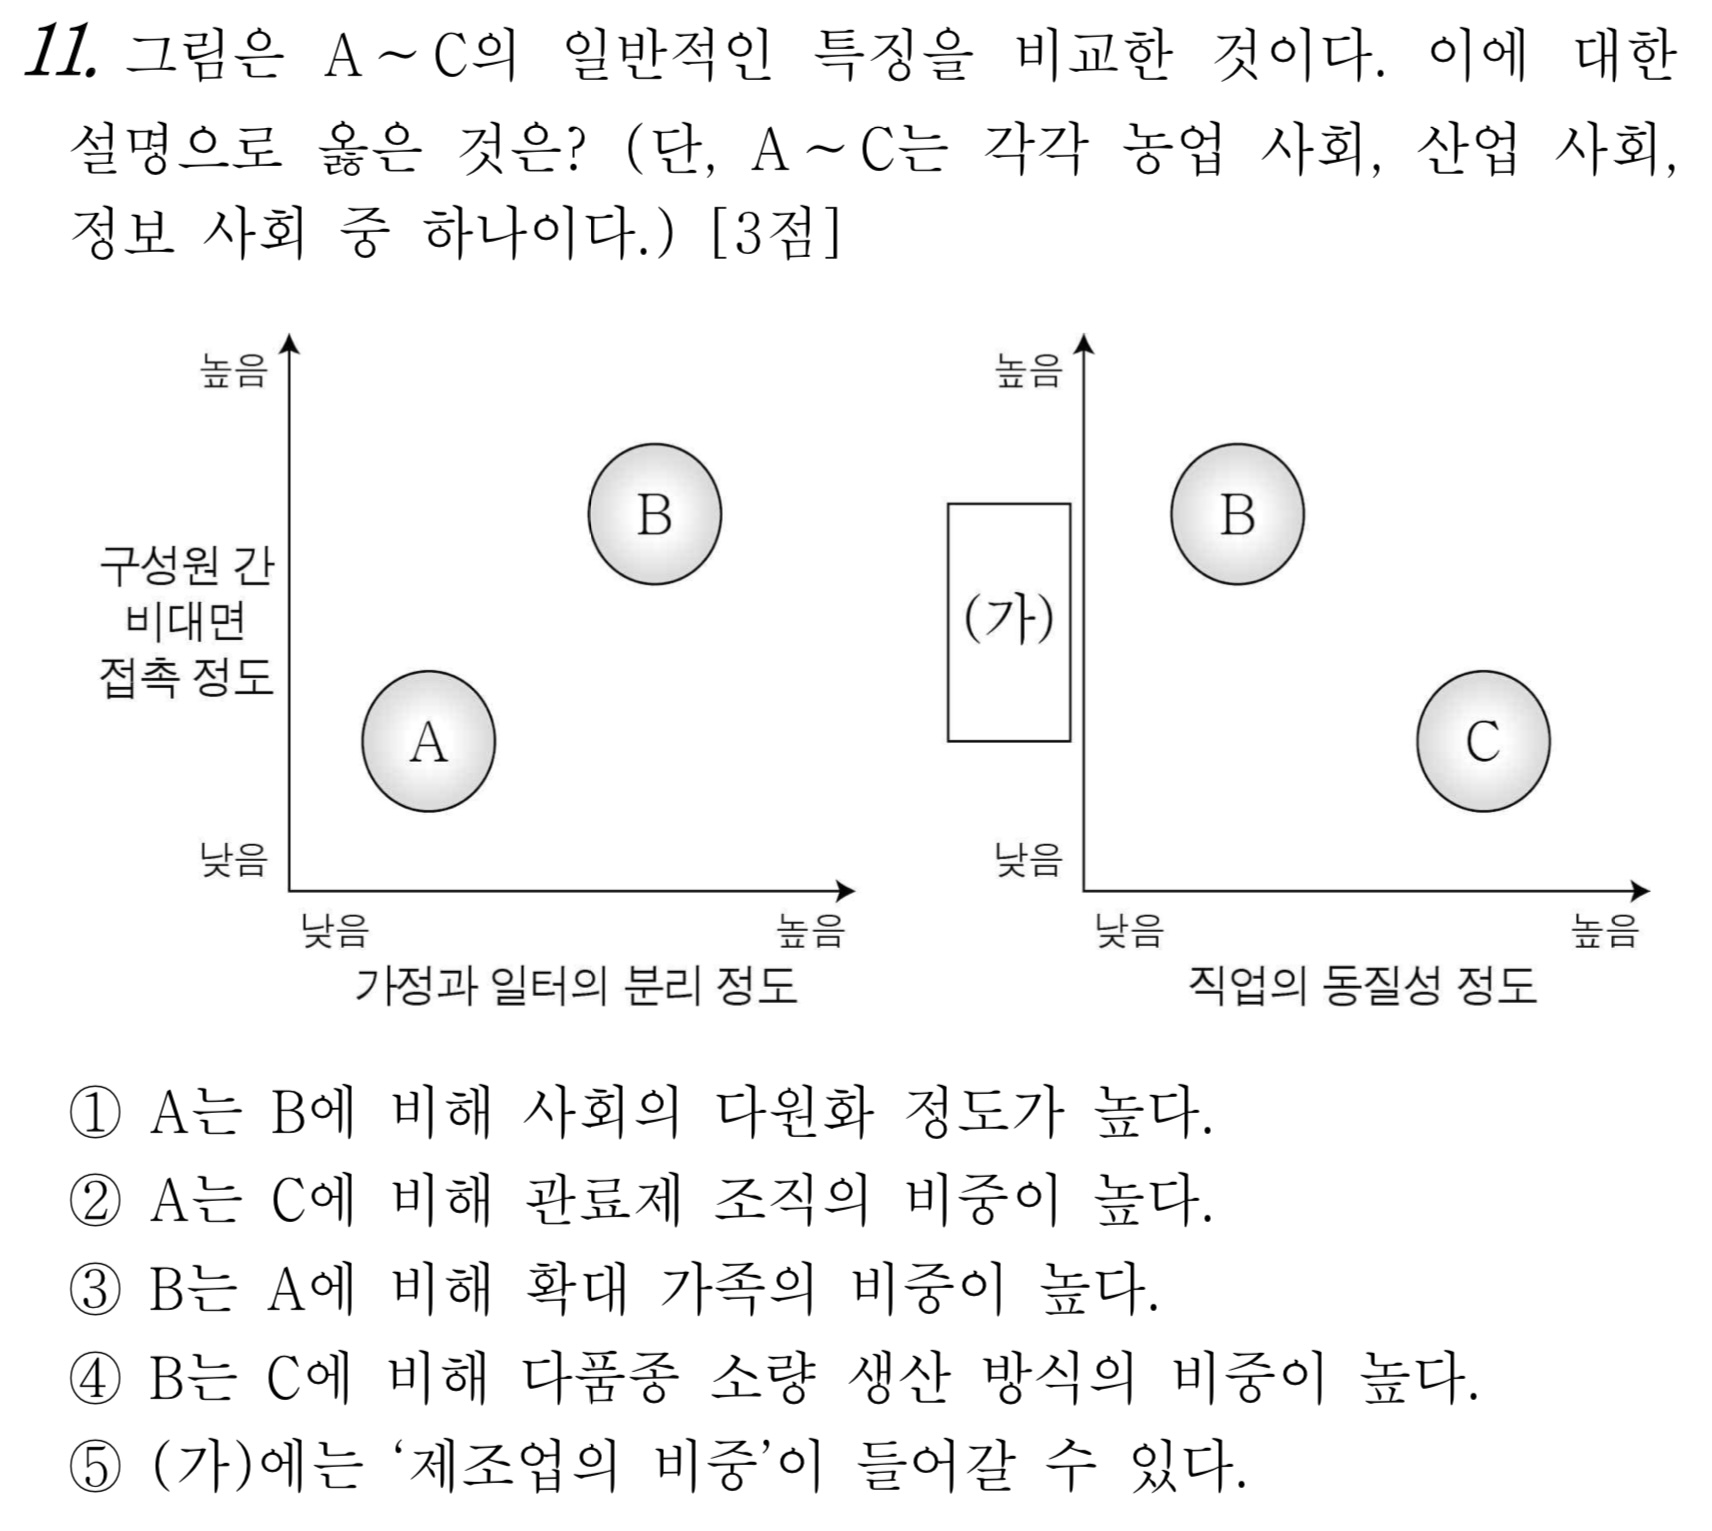 11. 그림은 A~C의 일반적인 특징을 비교한 것이다. 이에 대한
설명으로 옳은 것은? (단, A~C는 각각 농업 사회, 산업 사회,
정보 사회 중 하나이다.) [3점]
높음
B
구성원 간
비대면
접촉 정도
A
낮음
낮음
높음
가정과 일터의 분리 정도
높음
B
(가)
C
낮음
낮음
높음
직업의 동질성 정도
① A는 B에 비해 사회의 다원화 정도가 높다.
② A는 C에 비해 관료제 조직의 비중이 높다.
③ B는 A에 비해 확대 가족의 비중이 높다.
④ B는 C에 비해 다품종 소량 생산 방식의 비중이 높다.
⑤ (가)에는 ‘제조업의 비중’이 들어갈 수 있다.